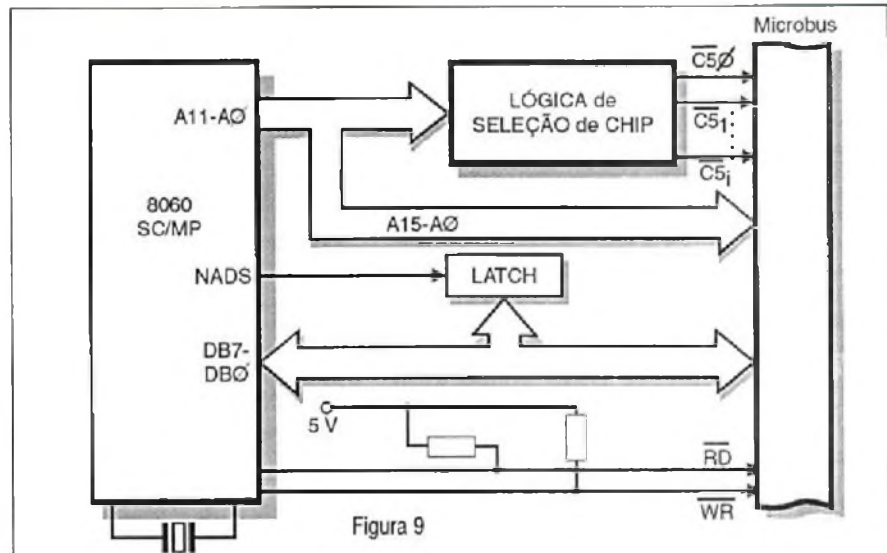 Microbus
A11-AØ
LÓGICA de
SELEÇÃO de CHIP
C5Ø
C51
C5i
8060
SC/MP
A15-AØ
NADS
LATCH
DB7-
DBØ
5 V
RD
WR
Figura 9